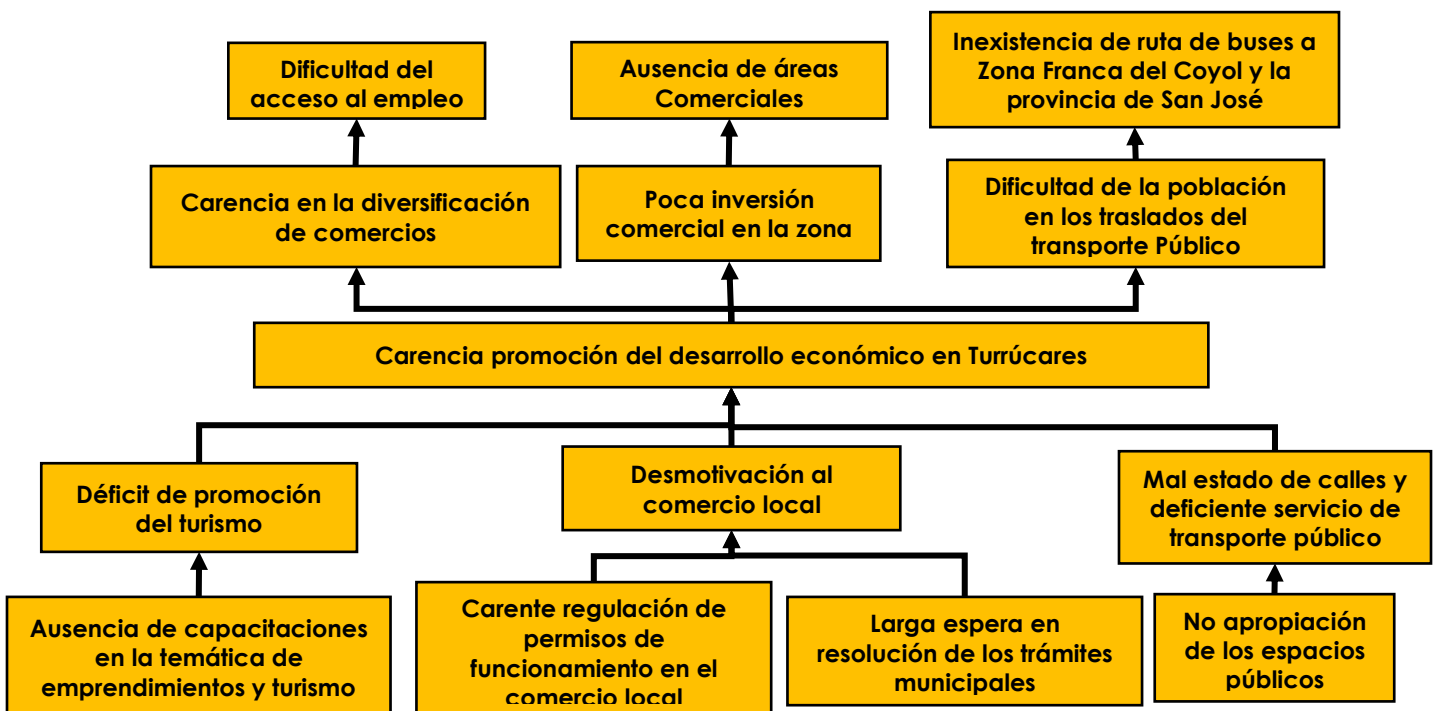 Dificultad del
acceso al empleo
Ausencia de áreas
Comerciales
Inexistencia de ruta de buses a
Zona Franca del Coyol y la
provincia de San José
Carencia en la diversificación
de comercios
Poca inversión
comercial en la zona
Dificultad de la población
en los traslados del
transporte Público
Carencia promoción del desarrollo económico en Turrúcares
Déficit de promoción
del turismo
Desmotivación al
comercio local
Mal estado de calles y
deficiente servicio de
transporte público
Ausencia de capacitaciones
en la temática de
emprendimientos y turismo
Carente regulación de
permisos de
funcionamiento en el
comercio local
Larga espera en
resolución de los trámites
municipales
No apropiación
de los espacios
públicos